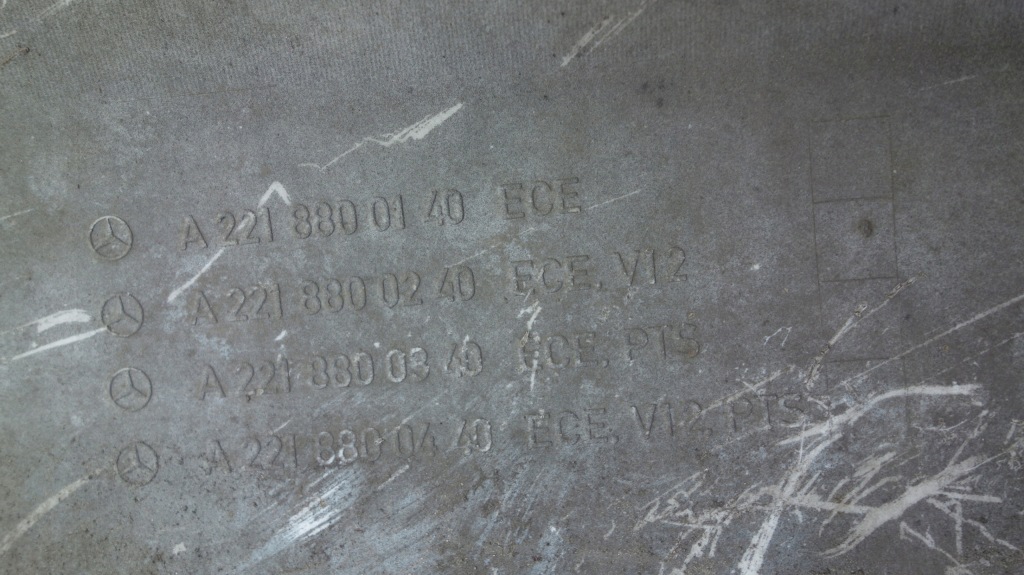 A 221 880 01 40 ECE
A 221 880 02 40 ECE, V12
A 221 880 03 40 ECE, PTS
A 221 880 04 40 ECE, V12, PTS